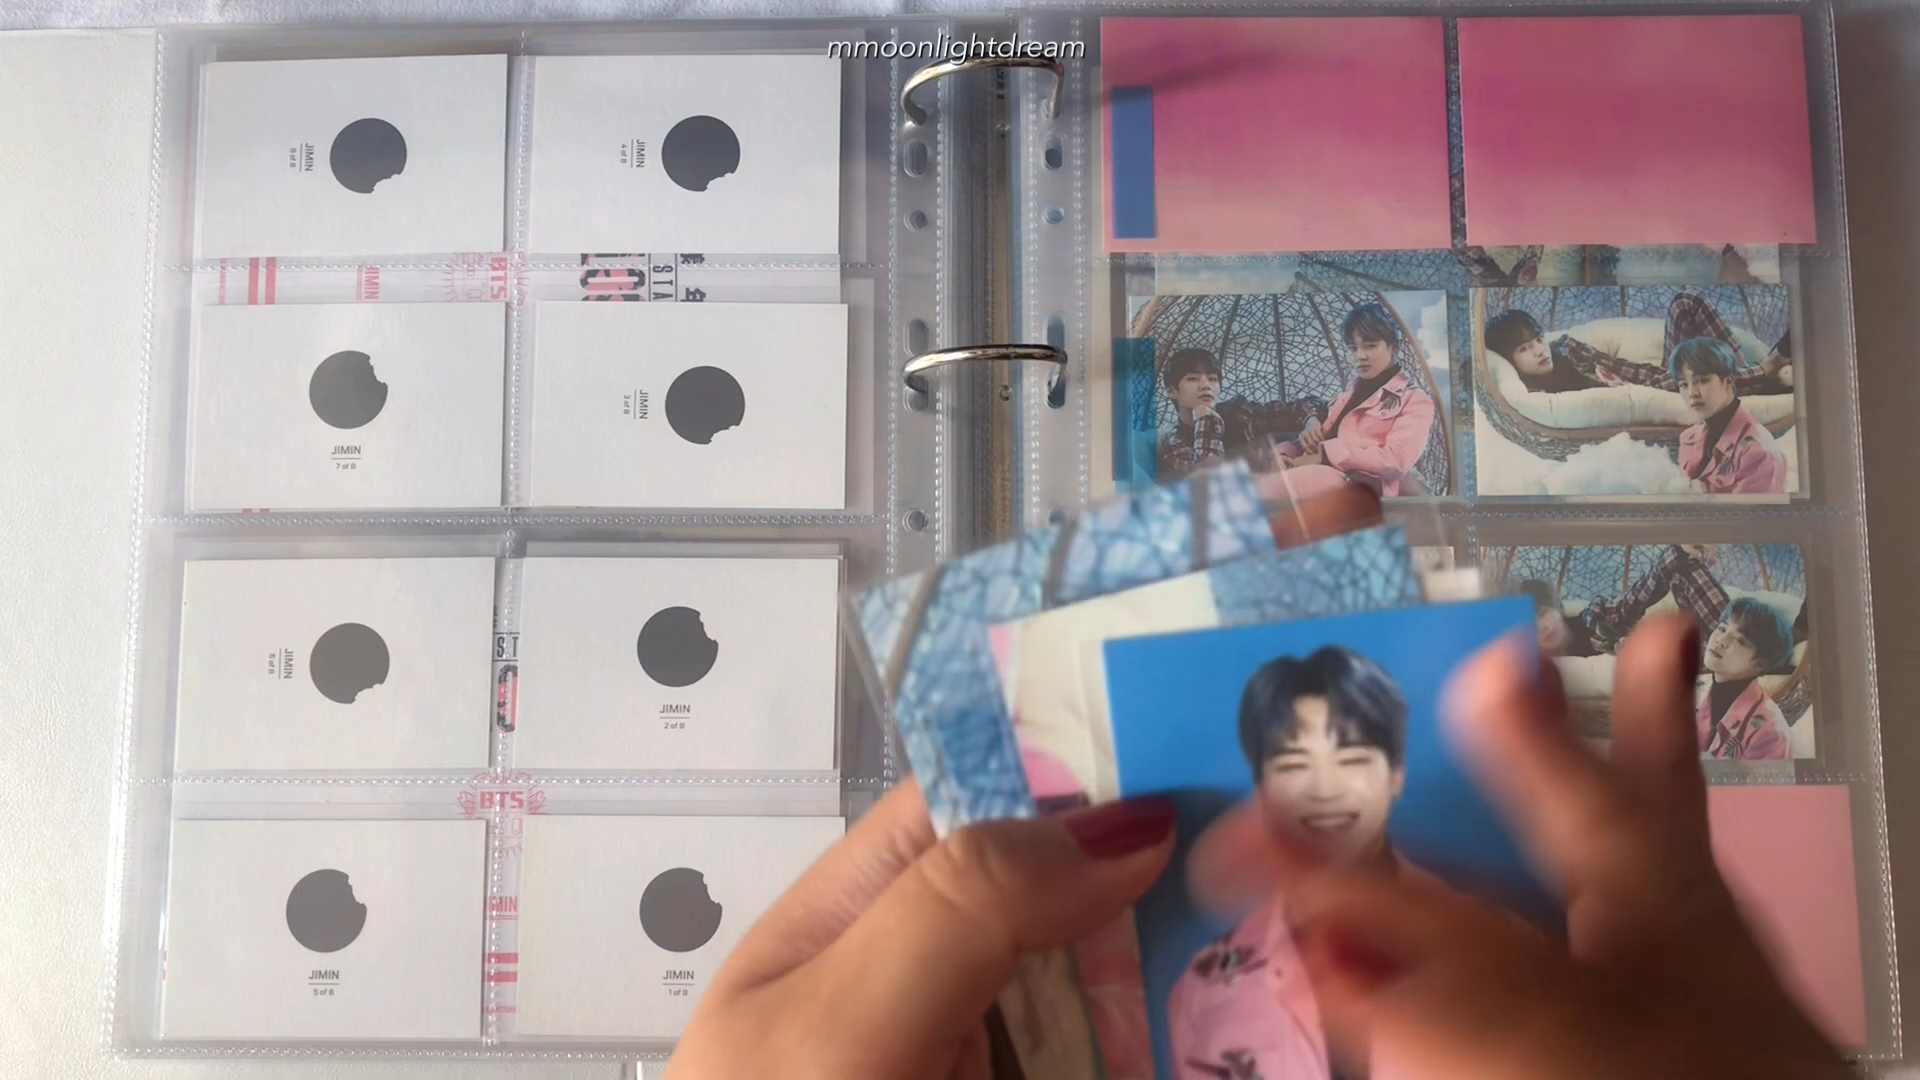 mmoonlightdream
JIMIN
8 of 8
JIMIN
4 of 8
JIMIN
BTS
STA
JIMIN
7 of 8
JIMIN
3 of 8
JIMIN
6 of 8
JIMIN
2 of 8
BTS
JIMIN
5 of 8
JIMIN
1 of 8